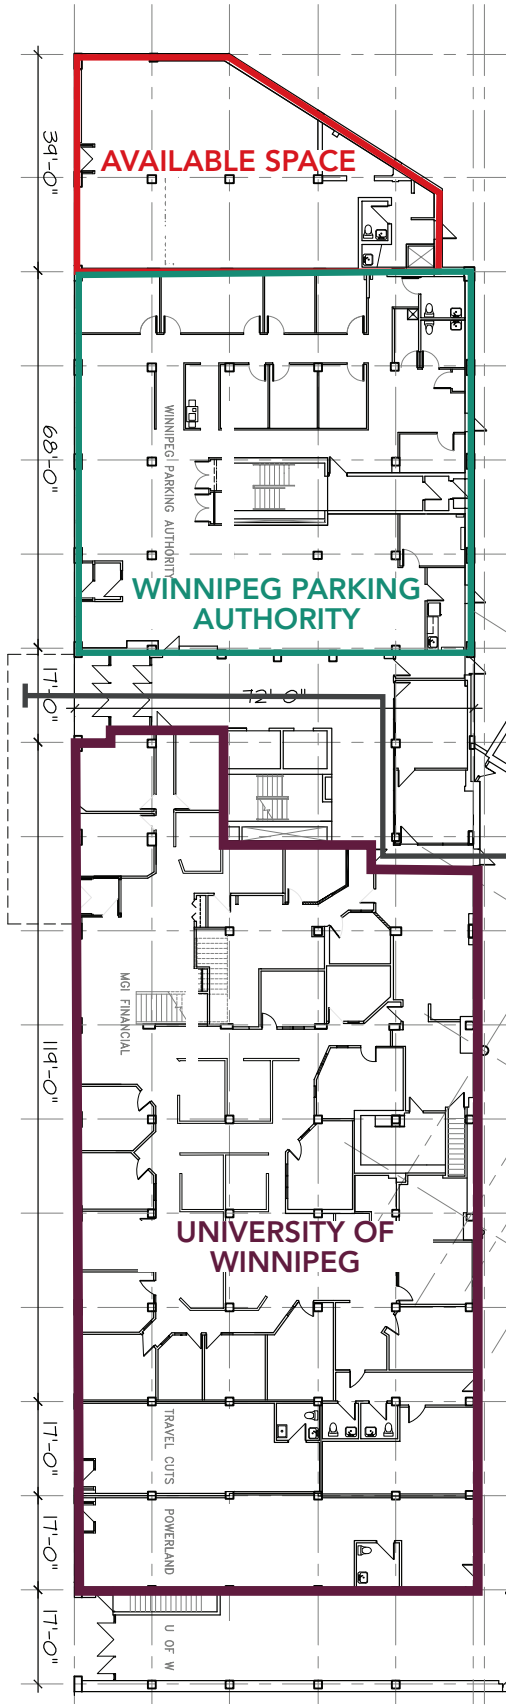 39'-0"
AVAILABLE SPACE
68'-0"
WINNIPEG PARKING AUTHORITY
WINNIPEG PARKING
AUTHORITY
17'-0"
72'-0"
MGI FINANCIAL
119'-0"
UNIVERSITY OF
WINNIPEG
17'-0"
TRAVEL CUTS
17'-0"
POWERLAND
17'-0"
U OF W